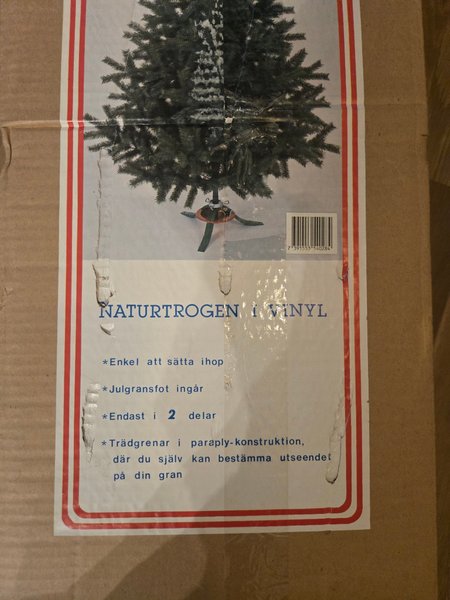 NATURTROGEN I VINYL
*Enkel att sätta ihop
*Julgransfot ingår
*Endast i 2 delar
*Trädgrenar i paraply-konstruktion,
där du själv kan bestämma utseendet
på din gran